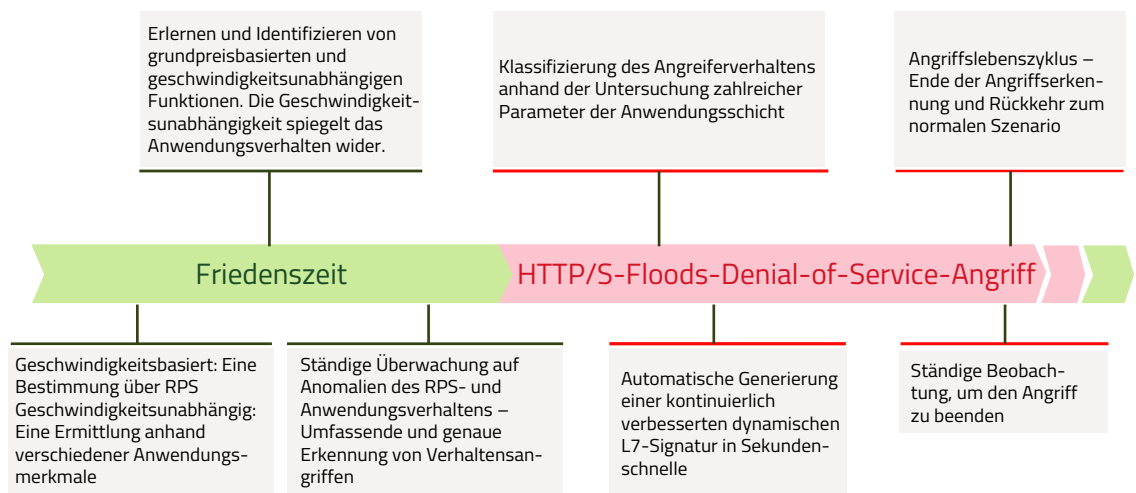 Erlernen und Identifizieren von
grundpreisbasierten und
geschwindigkeitsunabhängigen
Funktionen. Die Geschwindigkeit-
sunabhängigkeit spiegelt das
Anwendungsverhalten wider.
Klassifizierung des Angreiferverhaltens
anhand der Untersuchung zahlreicher
Parameter der Anwendungsschicht
Angriffslebenszyklus –
Ende der Angriffserken-
nung und Rückkehr zum
normalen Szenario
Friedenszeit
HTTP/S-Floods-Denial-of-Service-Angriff
Geschwindigkeitsbasiert: Eine
Bestimmung über RPS
Geschwindigkeitsunabhängig:
Eine Ermittlung anhand
verschiedener Anwendungs-
merkmale
Ständige Überwachung auf
Anomalien des RPS- und
Anwendungsverhaltens –
Umfassende und genaue
Erkennung von Verhaltensan-
griffen
Automatische Generierung
einer kontinuierlich
verbesserten dynamischen
L7-Signatur in Sekunden-
schnelle
Ständige Beobach-
tung, um den Angriff
zu beenden